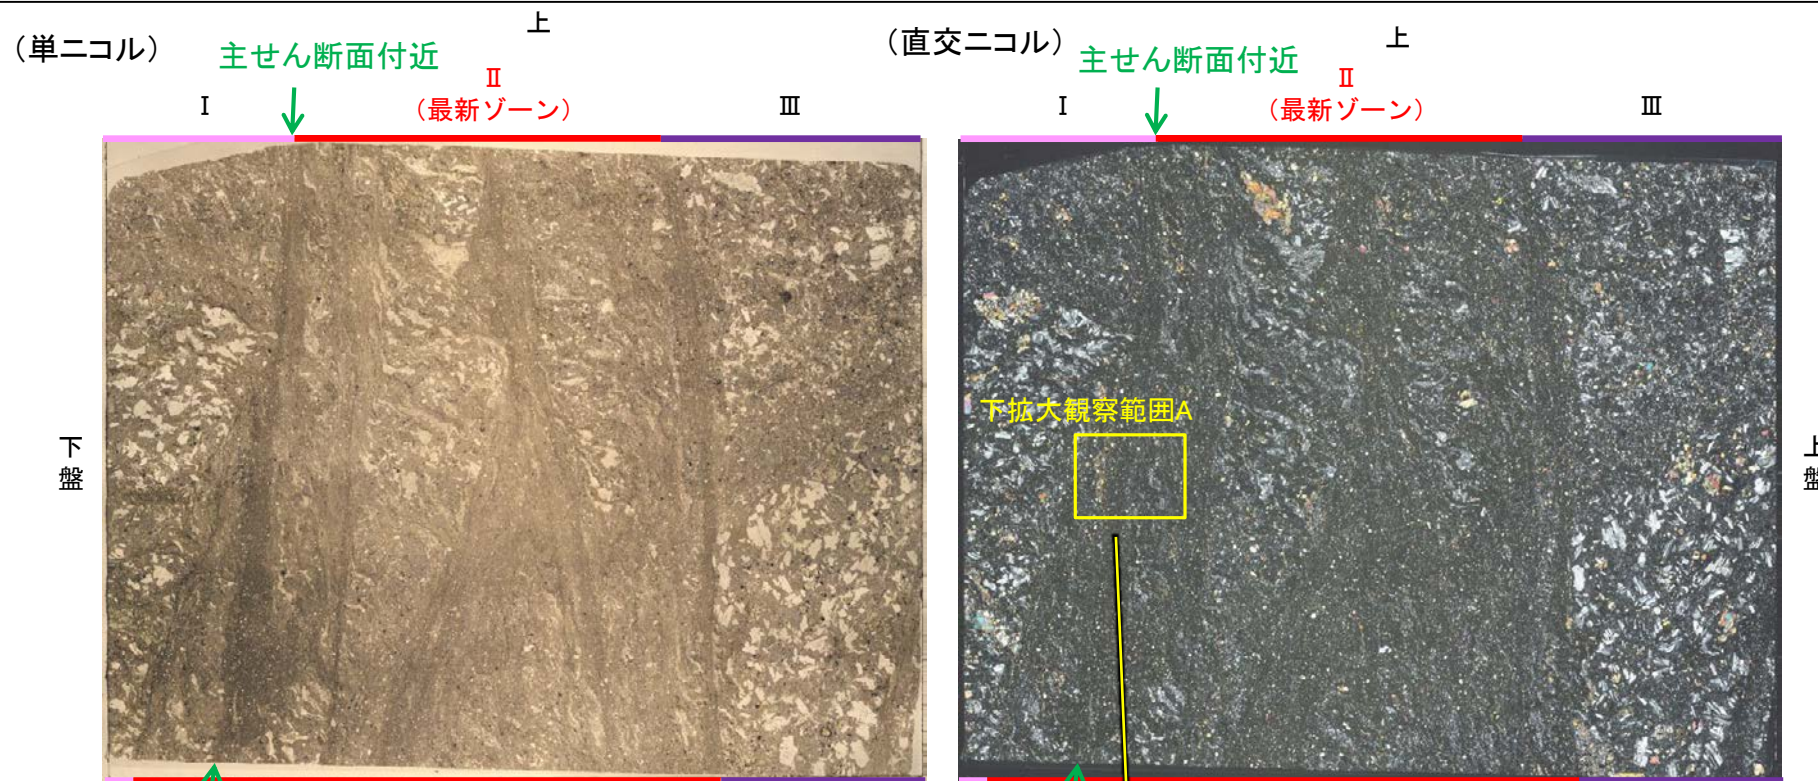 (単ニコル)
上
主せん断面付近
Ⅰ
Ⅱ
(最新ゾーン)
Ⅲ
下
盤
(直交ニコル)
上
主せん断面付近
Ⅰ
Ⅱ
(最新ゾーン)
Ⅲ
下拡大観察範囲A
上
盤